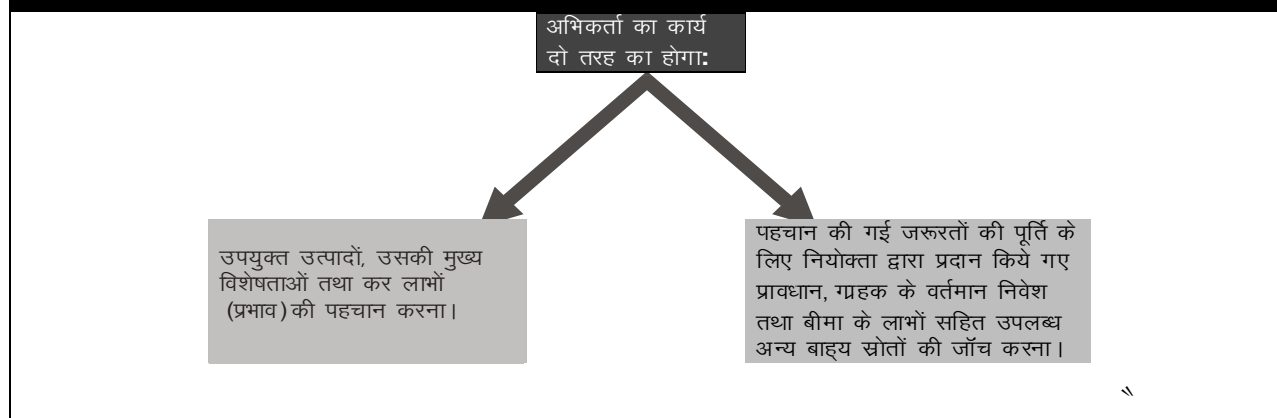 अभिकर्ता का कार्य
दो तरह का होगा:
उपयुक्त उत्पादों, उसकी मुख्य
विशेषताओं तथा कर लाभों
(प्रभाव) की पहचान करना।
पहचान की गई जरूरतों की पूर्ति के
लिए नियोक्ता द्वारा प्रदान किये गए
प्रावधान, ग्राहक के वर्तमान निवेश
तथा बीमा के लाभों सहित उपलब्ध
अन्य बाह्य स्रोतों की जॉच करना।